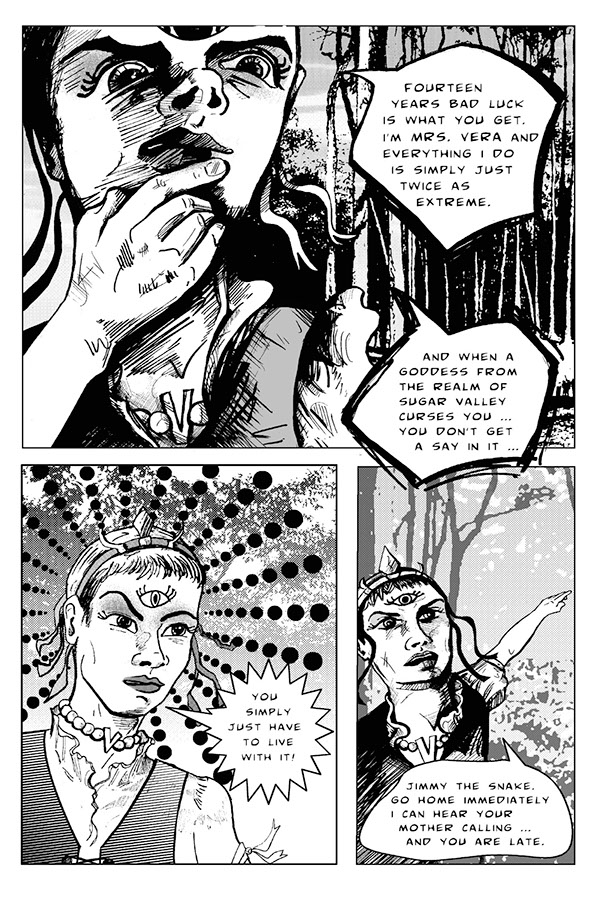 FOURTEEN
YEARS BAD LUCK
IS WHAT YOU GET.
I'M MRS. VERA AND
EVERYTHING I DO
IS SIMPLY JUST
TWICE AS
EXTREME.
AND WHEN A
GODDESS FROM
THE REALM OF
SUGAR VALLEY
CURSES YOU ...
YOU DON'T GET
A SAY IN IT ...
V
YOU
SIMPLY
JUST HAVE
TO LIVE
WITH IT!
V
JIMMY THE SNAKE,
GO HOME IMMEDIATELY
I CAN HEAR YOUR
MOTHER CALLING ...
AND YOU ARE LATE.
V